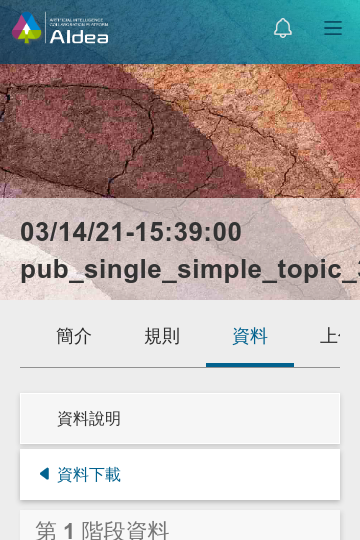 ARTIFICIAL INTELLIGENCE
COLLABORATION PLATFORM
AIdea
03/14/21-15:39:00
pub_single_simple_topic_
簡介 規則 資料 上
資料說明
資料下載
第 1 階段資料